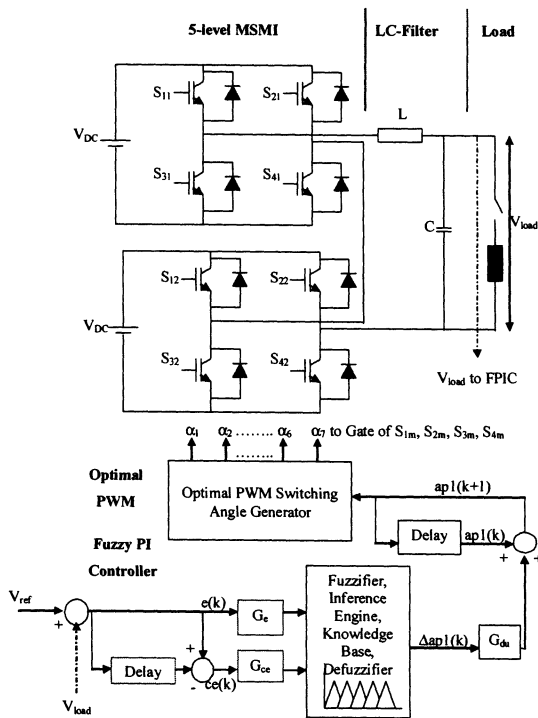 5-level MSMI
LC-Filter
Load
S11
S21
VDC
L
S31
S41
C
Vload
S12
S22
VDC
S32
S42
Vload to FPIC
α1 α2 ........ α6 α7 to Gate of S1m, S2m, S3m, S4m
........
Optimal
PWM
Optimal PWM Switching
Angle Generator
ap1(k+1)
Delay
ap1(k)
+
+
Fuzzy PI
Controller
Vref
+
-
Vload
e(k)
Ge
Delay
+
-
ce(k)
Gce
Fuzzifier,
Inference
Engine,
Knowledge
Base,
Defuzzifier
Δap1(k)
Gdu